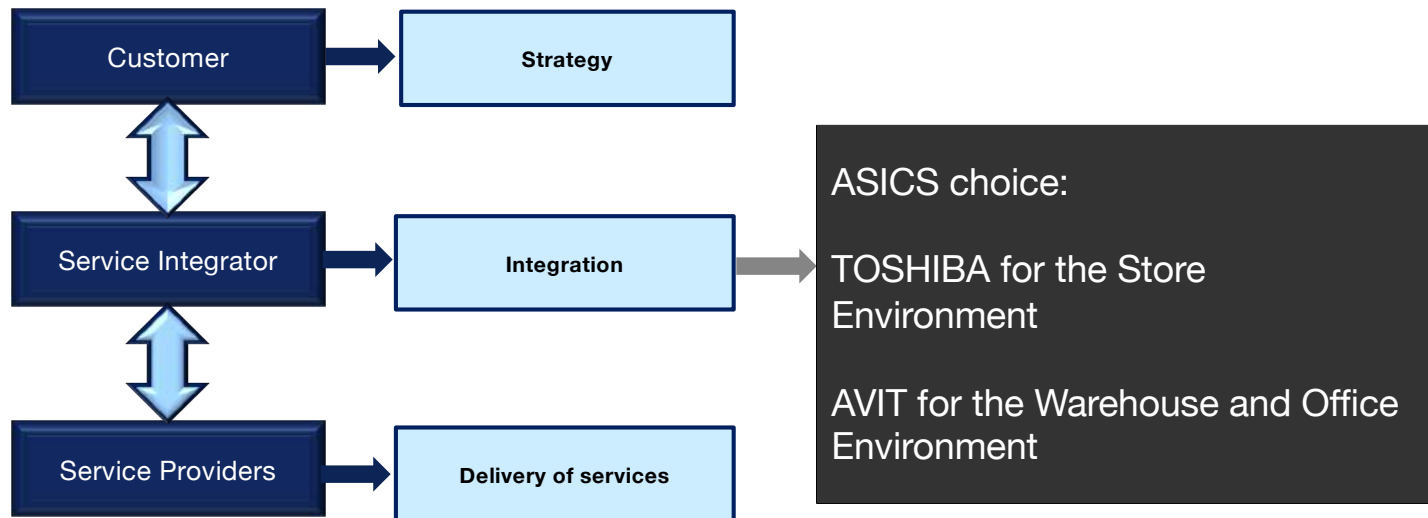 Customer
Strategy
Service Integrator
Integration
ASICS choice:
TOSHIBA for the Store
Environment
AVIT for the Warehouse and Office
Environment
Service Providers
Delivery of services